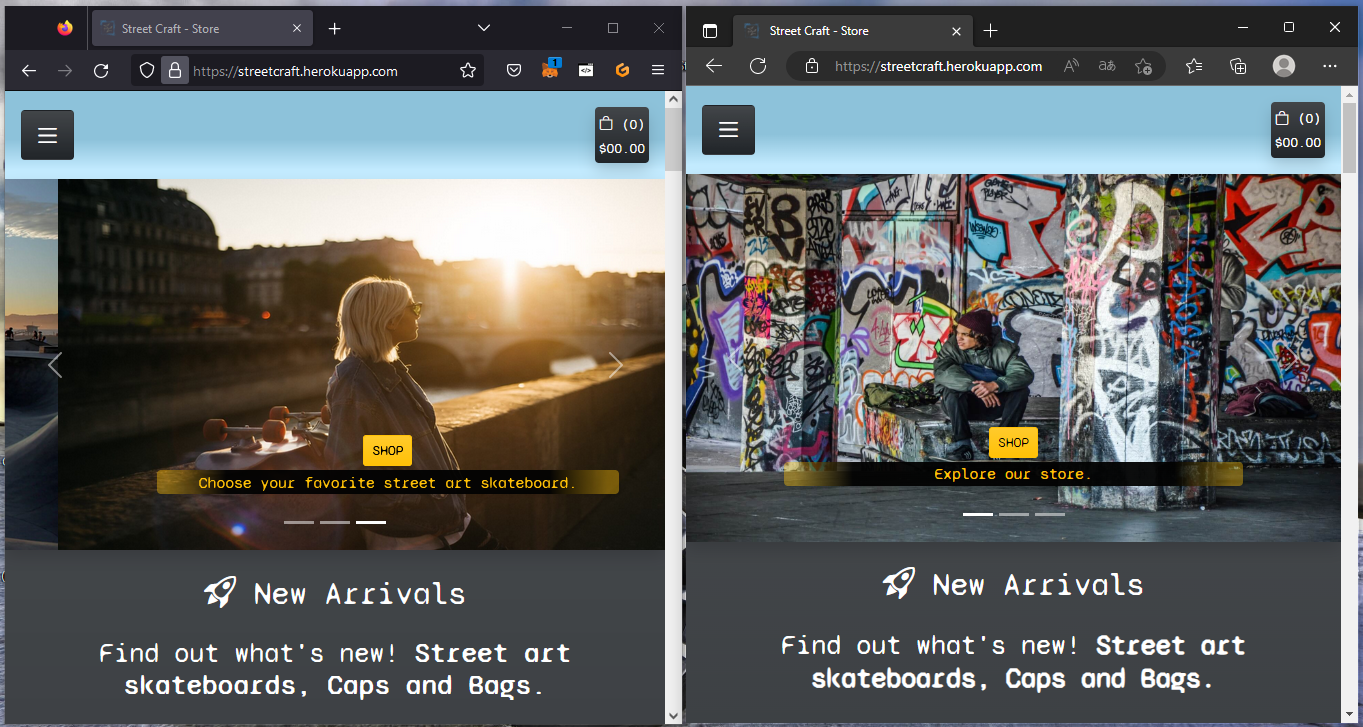 Street Craft - Store
https://streetcraft.herokuapp.com
1
(0)
$00.00
SHOP
Choose your favorite street art skateboard.
New Arrivals
Find out what's new! Street art
skateboards, Caps and Bags.
Street Craft - Store
https://streetcraft.herokuapp.com
(0)
$00.00
SHOP
Explore our store.
New Arrivals
Find out what's new! Street art
skateboards, Caps and Bags.